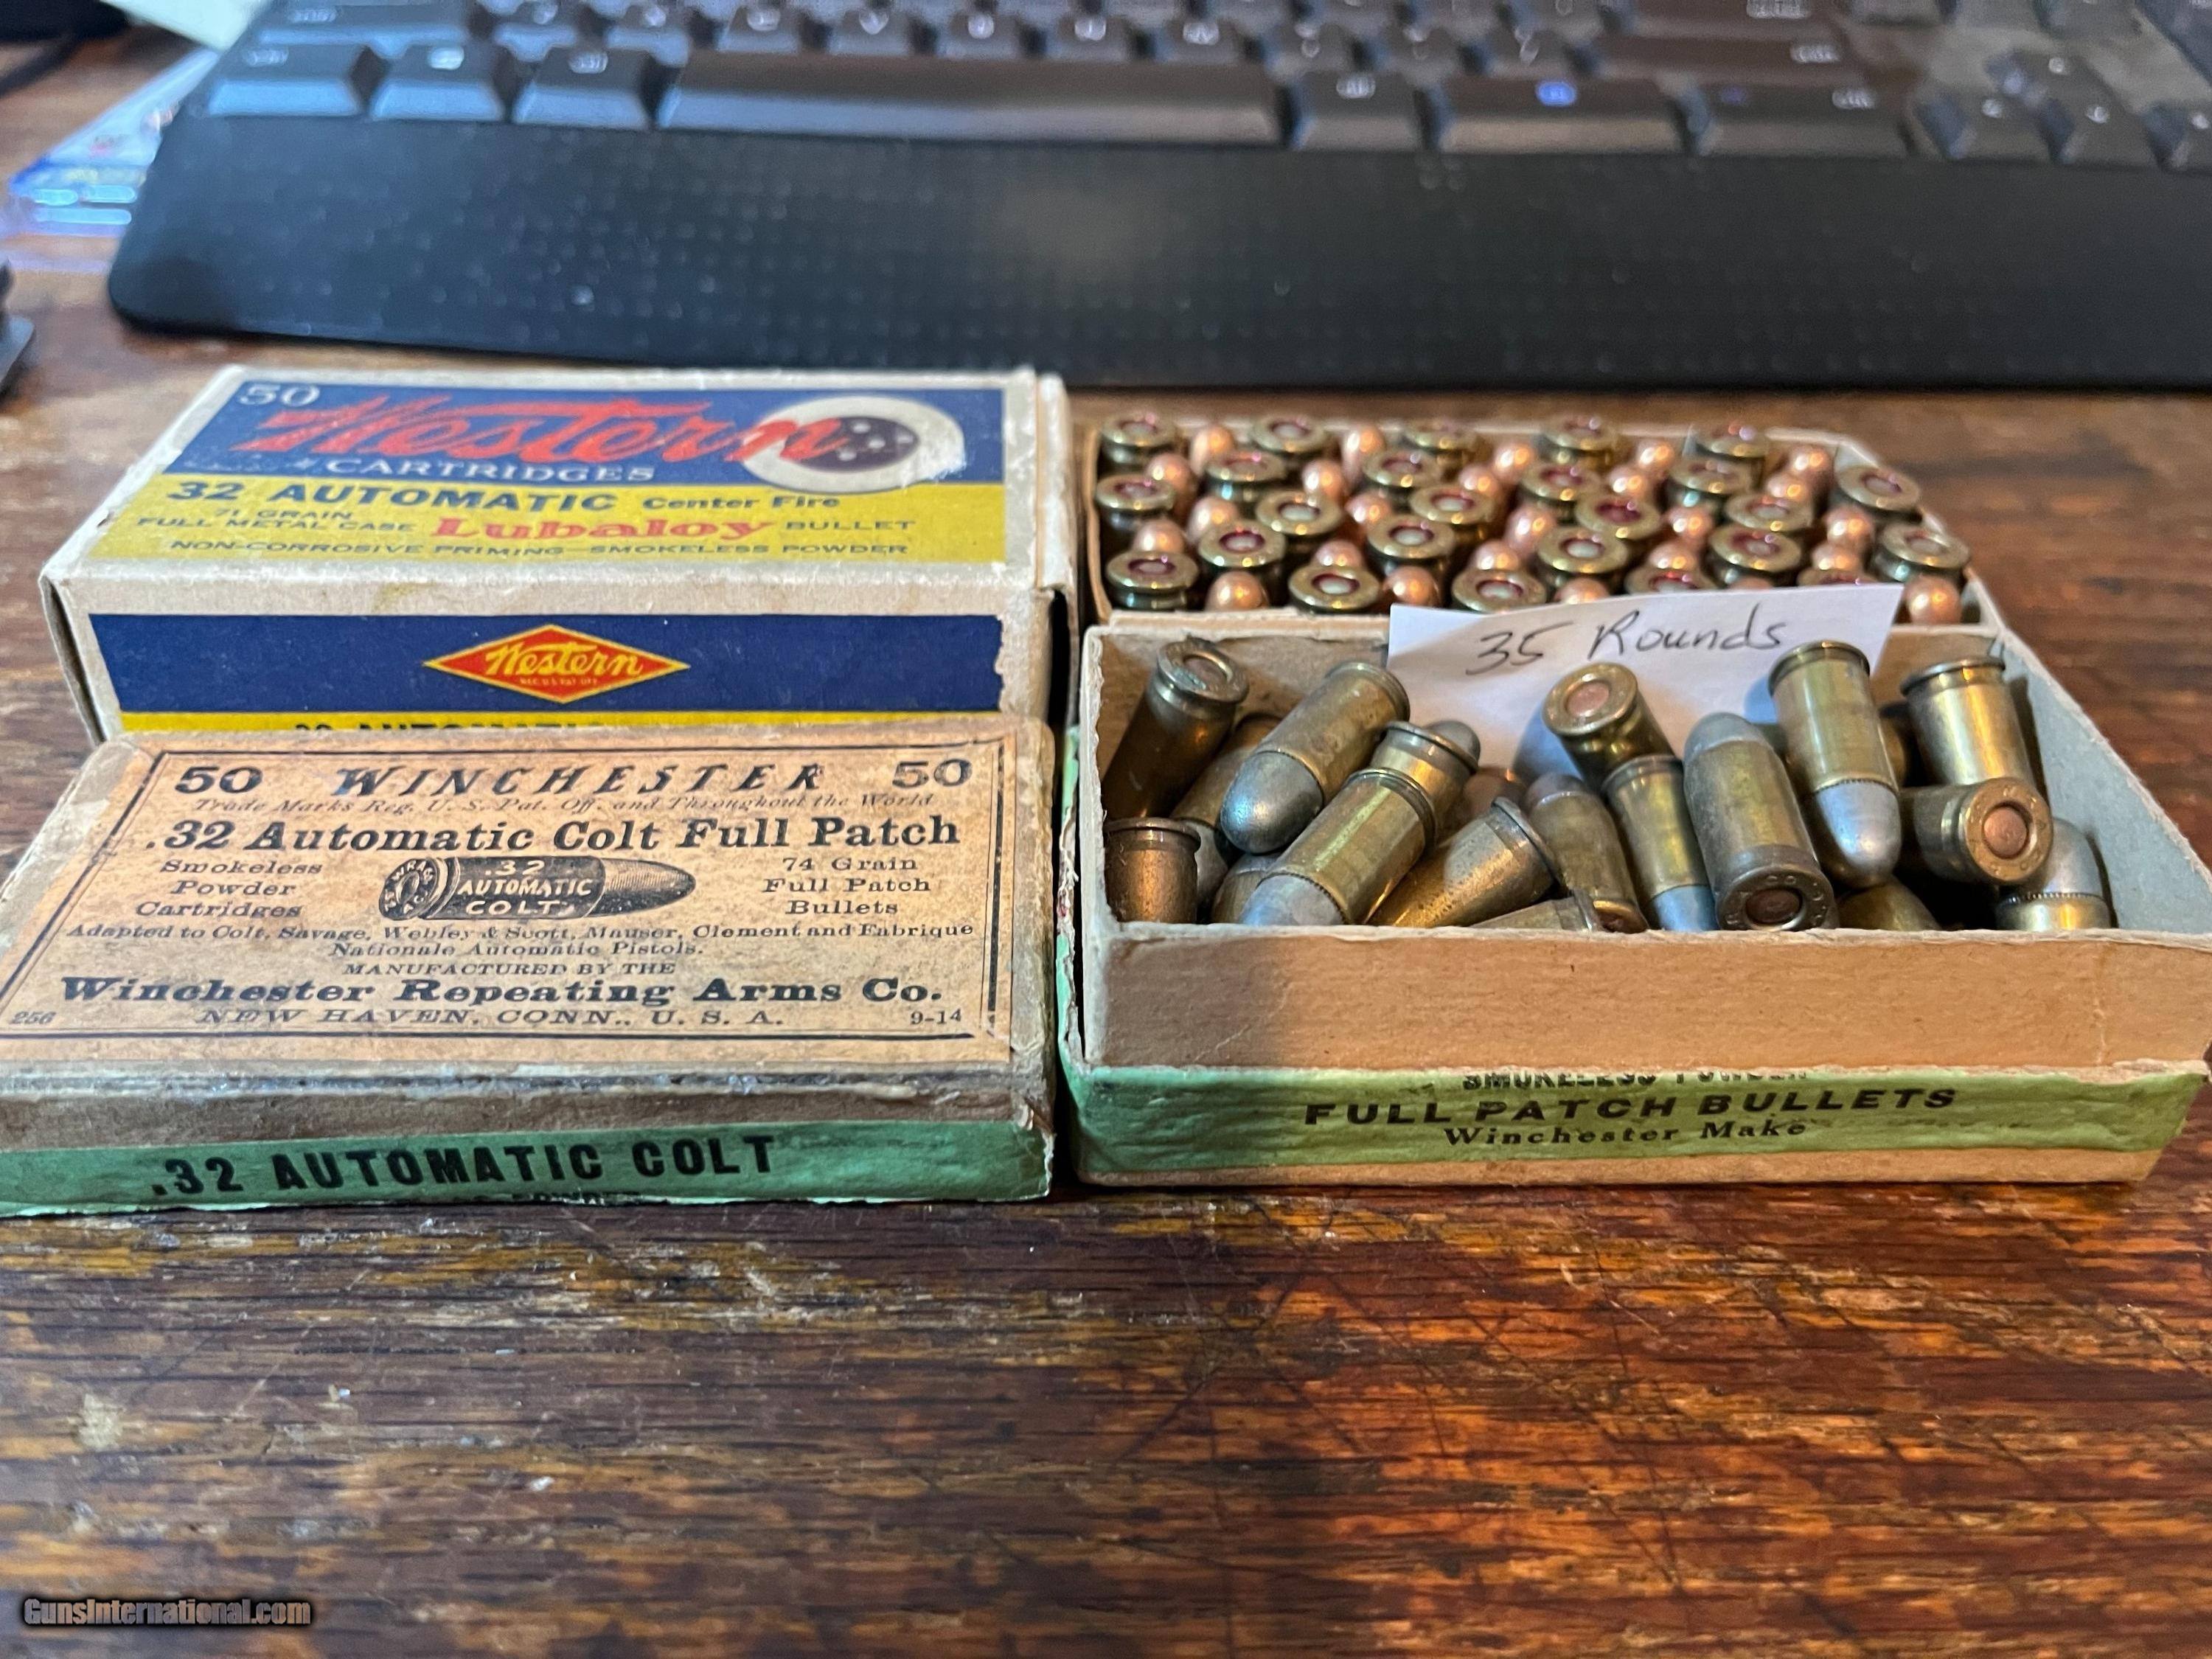 50
Western
CARTRIDGES
32 AUTOMATIC Center Fire
71 GRAIN
FULL METAL CASE Lubaloy BULLET
NON-CORROSIVE PRIMING—SMOKELESS POWDER
Western
32 AUTOMATIC
35 Rounds
50 WINCHESTER 50
Trade Marks Reg. U. S. Pat. Off. and Throughout the World
.32 Automatic Colt Full Patch
Smokeless
Powder
Cartridges
.32
AUTOMATIC
COLT
74 Grain
Full Patch
Bullets
Adapted to Colt, Savage, Webley & Scott, Mauser, Clement and Fabrique
Nationale Automatic Pistols.
MANUFACTURED BY THE
Winchester Repeating Arms Co.
256 NEW HAVEN, CONN., U. S. A. 9-14
.32 AUTOMATIC COLT
SMOKELESS POWDER
FULL PATCH BULLETS
Winchester Make
GunsInternational.com